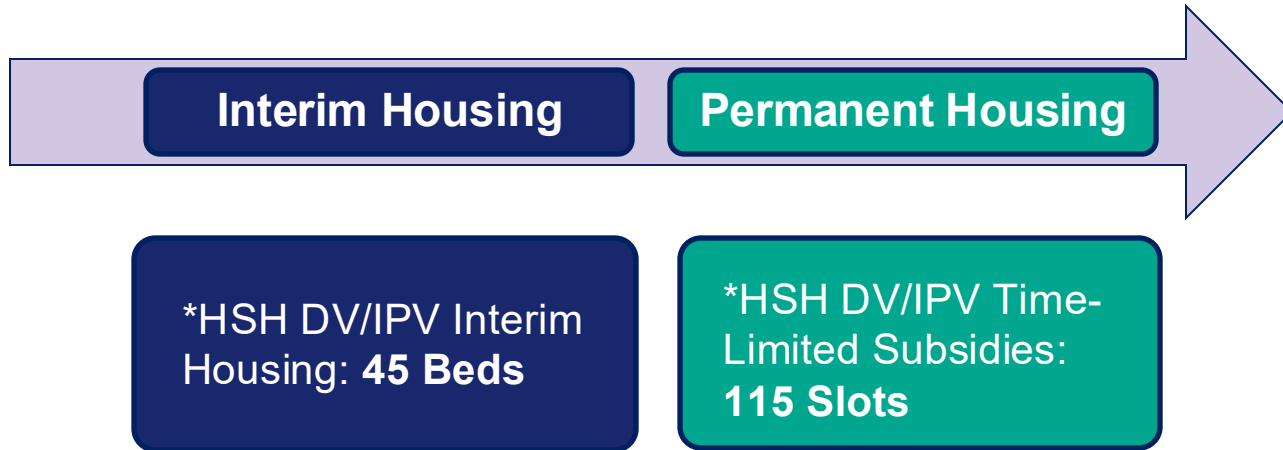 Interim Housing
Permanent Housing
*HSH DV/IPV Interim
Housing: 45 Beds
*HSH DV/IPV Time-
Limited Subsidies:
115 Slots